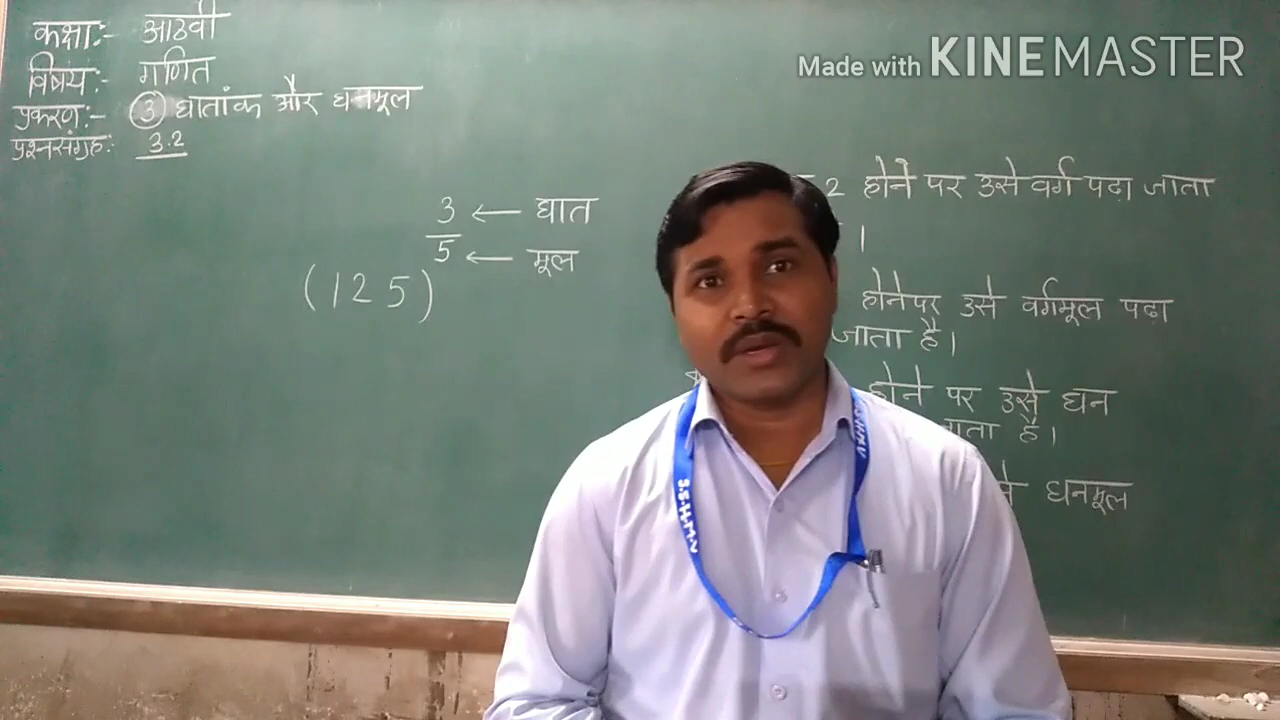 कक्षा:- आठवी
विषय:- गणित
प्रकरण:- ③ घातांक और घनमूल
प्रश्नसंग्रह: 3.2
Made with KINEMASTER
3 ← घात
5 ← मूल
(125)
2 होने पर उसे वर्ग पढा जाता
।
होनेपर उसे वर्गमूल पढा
जाता है।
होने पर उसे घन
है।
घनमूल
S.S.H.M.V
S.H.M.V